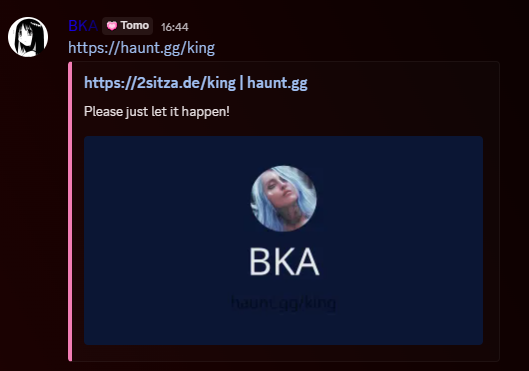 BKA Tomo 16:44
https://haunt.gg/king
https://2sitza.de/king | haunt.gg
Please just let it happen!
BKA
haunt.gg/king